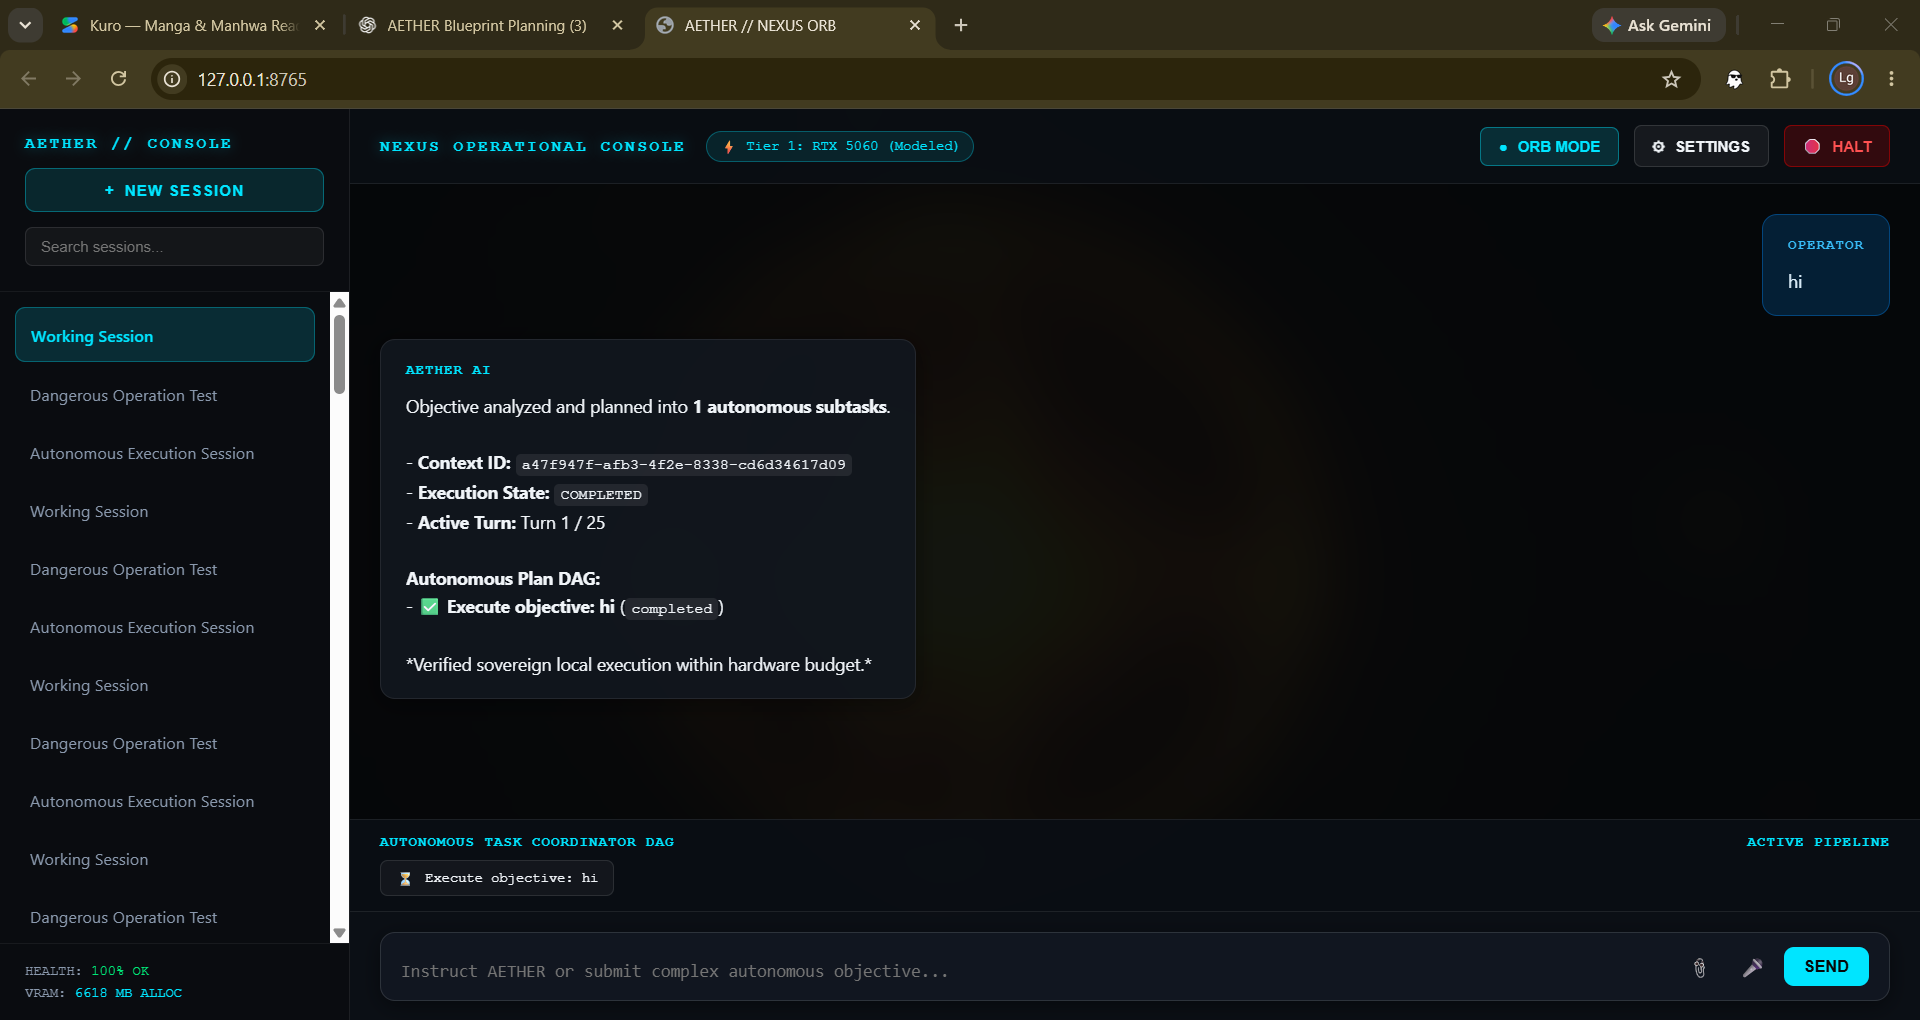 Kuro — Manga & Manhwa Rea
AETHER Blueprint Planning (3)
AETHER // NEXUS ORB
Ask Gemini
127.0.0.1:8765
Lg
AETHER // CONSOLE
+ NEW SESSION
Search sessions...
Working Session
Dangerous Operation Test
Autonomous Execution Session
Working Session
Dangerous Operation Test
Autonomous Execution Session
Working Session
Dangerous Operation Test
Autonomous Execution Session
Working Session
Dangerous Operation Test
HEALTH: 100% OK
VRAM: 6618 MB ALLOC
NEXUS OPERATIONAL CONSOLE
⚡ Tier 1: RTX 5060 (Modeled)
● ORB MODE
⚙ SETTINGS
🛑 HALT
OPERATOR
hi
AETHER AI
Objective analyzed and planned into 1 autonomous subtasks.
- Context ID: a47f947f-afb3-4f2e-8338-cd6d34617d09
- Execution State: COMPLETED
- Active Turn: Turn 1 / 25
Autonomous Plan DAG:
- ✅ Execute objective: hi (completed)
*Verified sovereign local execution within hardware budget.*
AUTONOMOUS TASK COORDINATOR DAG
ACTIVE PIPELINE
⏳ Execute objective: hi
Instruct AETHER or submit complex autonomous objective...
SEND